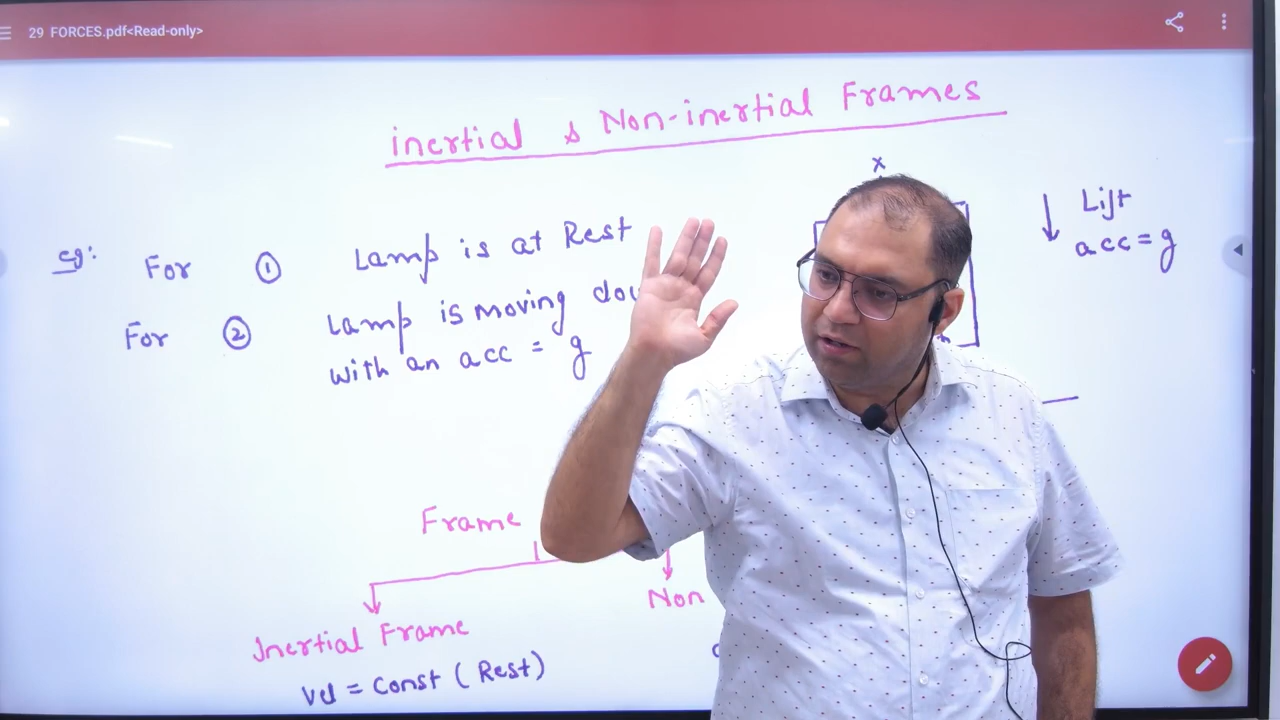 29 FORCES.pdf<Read-only>
inertial & Non-inertial Frames
x
eg: For ① Lamp is at Rest
Lift
acc = g
For ② Lamp is moving
with an acc = g
Frame
Inertial Frame
Non
Vel = Const (Rest)